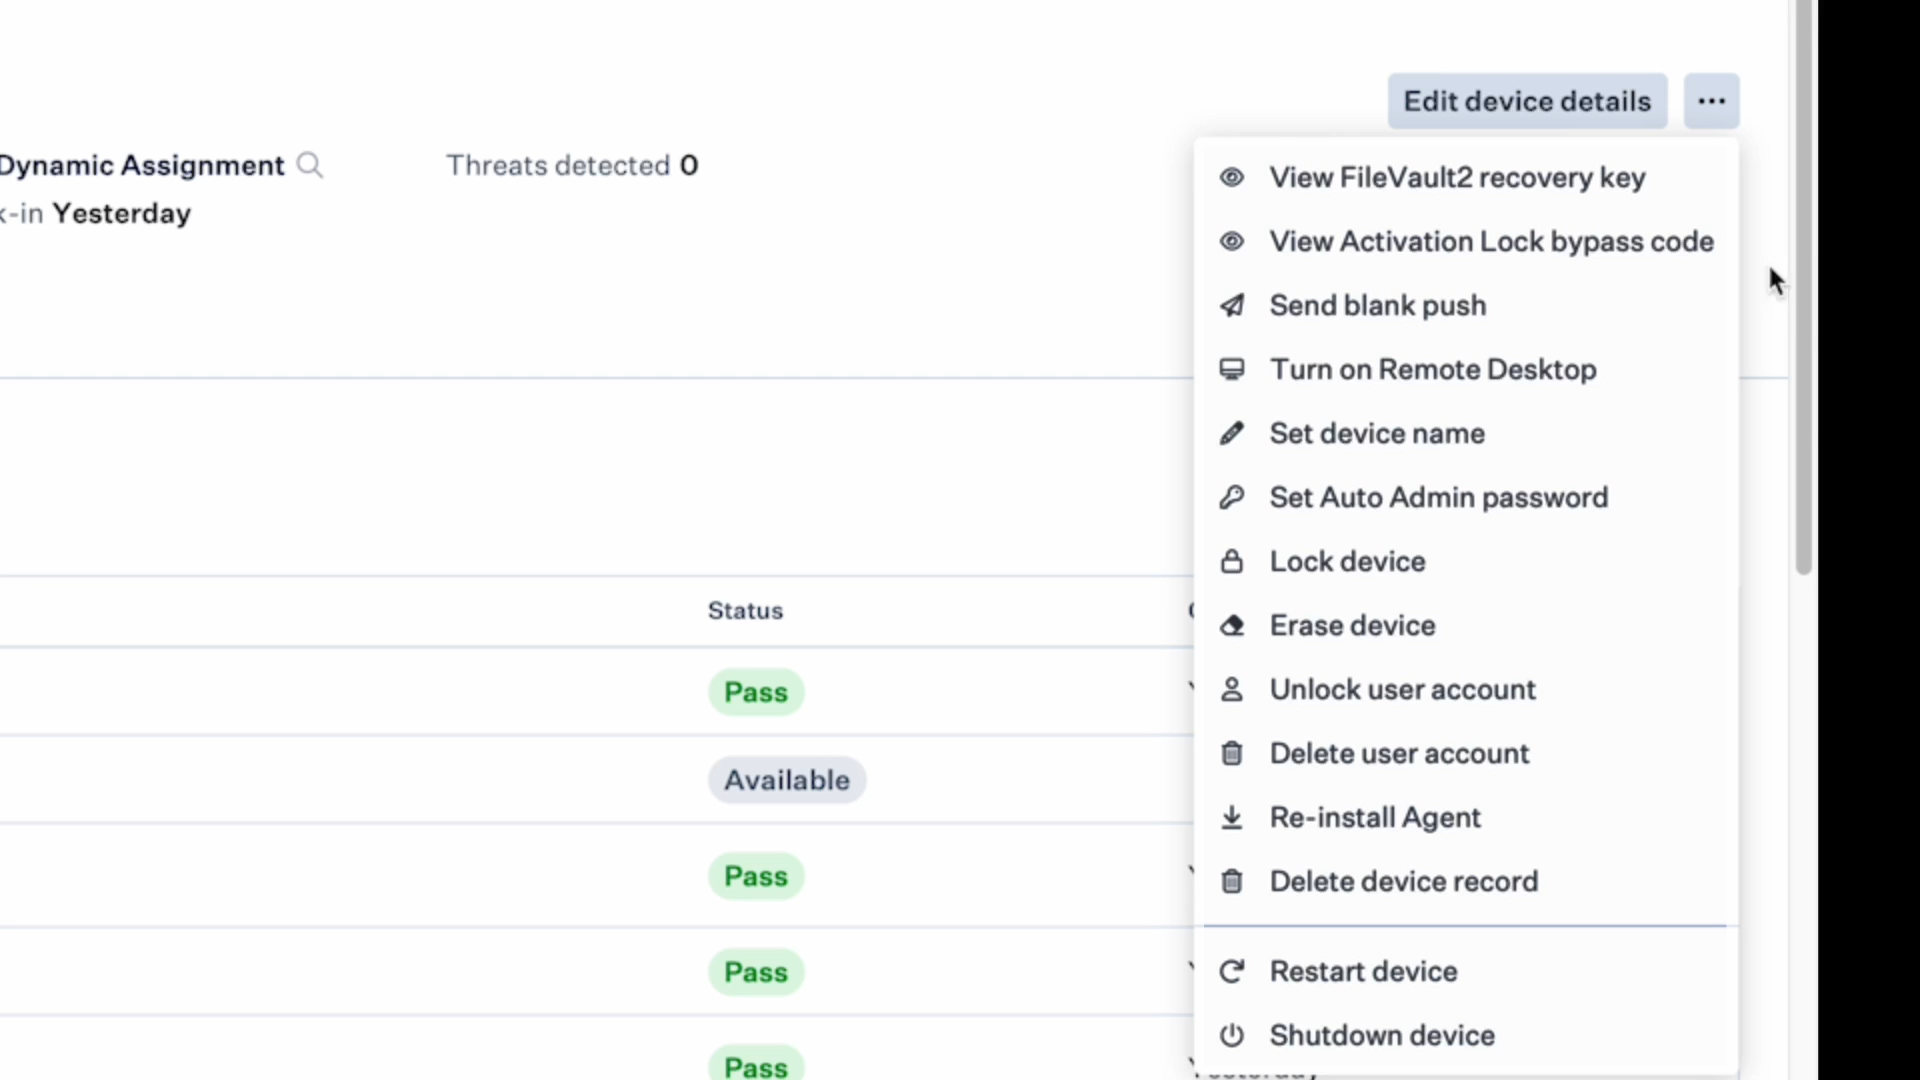 Edit device details
Dynamic Assignment
Threats detected 0
k-in Yesterday
View FileVault2 recovery key
View Activation Lock bypass code
Send blank push
Turn on Remote Desktop
Set device name
Set Auto Admin password
Lock device
Erase device
Unlock user account
Delete user account
Re-install Agent
Delete device record
Restart device
Shutdown device
Status
Pass
Available
Pass
Pass
Pass
Yesterday